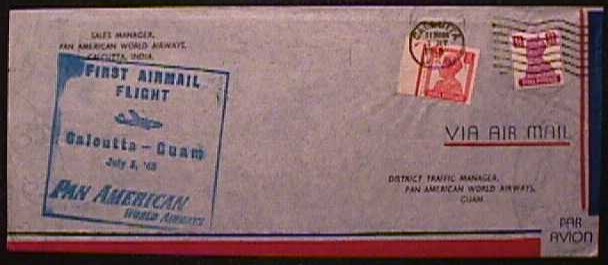 SALES MANAGER,
PAN AMERICAN WORLD AIRWAYS,
CALCUTTA, INDIA.
FIRST AIRMAIL
FLIGHT
Calcutta - Guam
PAN AMERICAN
WORLD AIRWAYS
CALCUTTA
VIA AIR MAIL
DISTRICT TRAFFIC MANAGER,
PAN AMERICAN WORLD AIRWAYS,
GUAM.
PAR
AVION